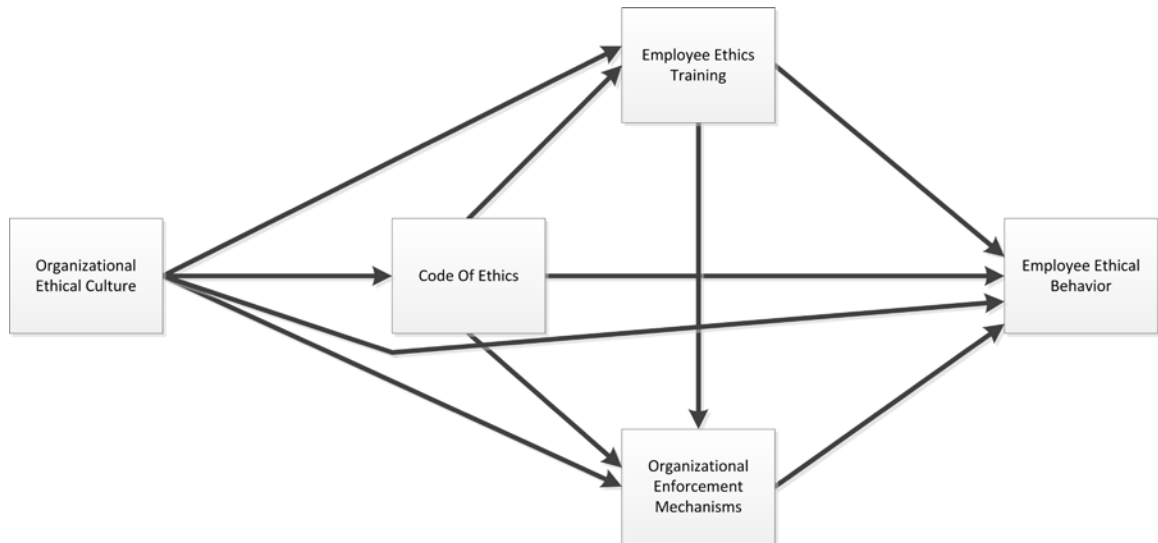 Employee Ethics
Training
Organizational
Ethical Culture
Code Of Ethics
Employee Ethical
Behavior
Organizational
Enforcement
Mechanisms